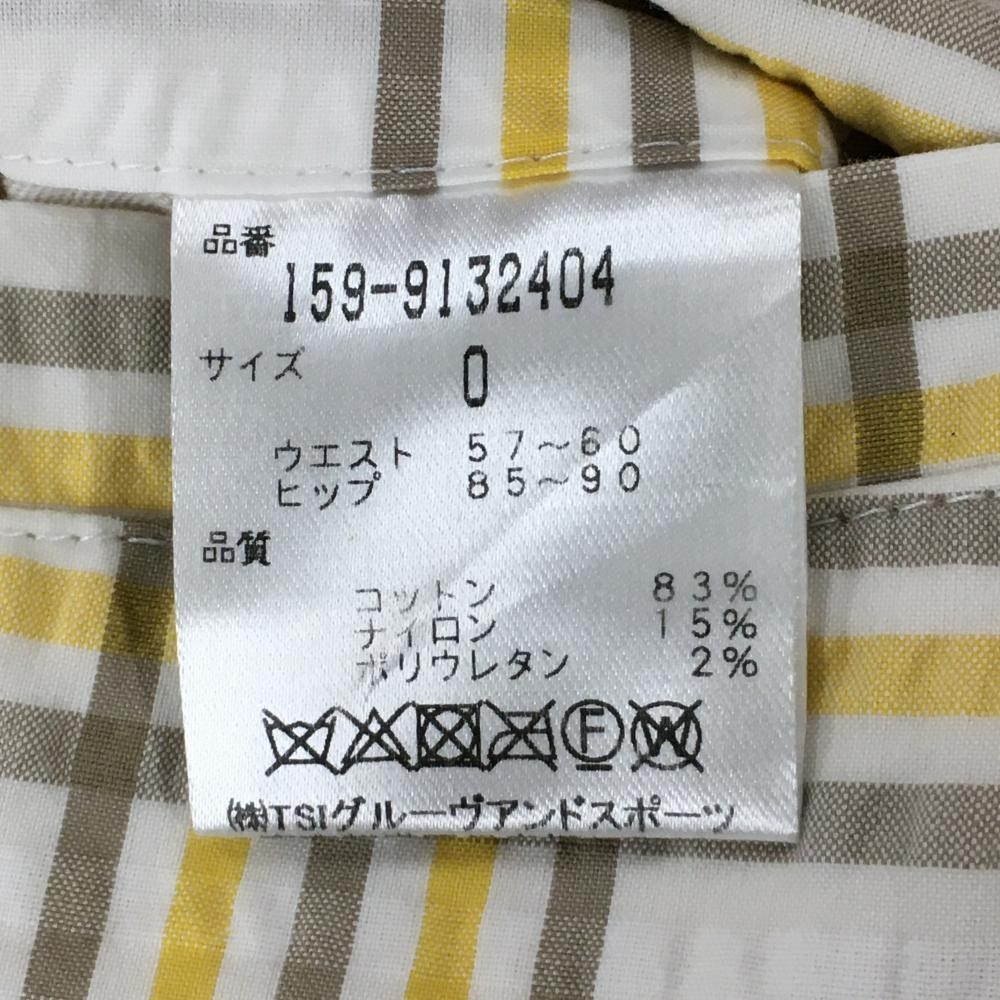 品番
159-9132404
サイズ 0
ウエスト 57～60
ヒップ 85～90
品質
コットン 83%
ナイロン 15%
ポリウレタン 2%
F W
㈱TSIグルーヴアンドスポーツ